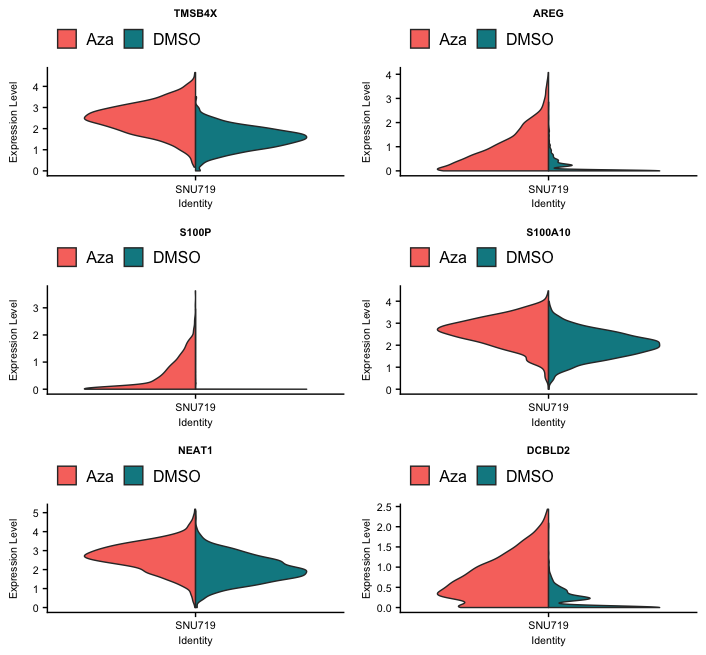 TMSB4X
Aza DMSO
Expression Level
4
3
2
1
0
SNU719
Identity
AREG
Aza DMSO
Expression Level
4
3
2
1
0
SNU719
Identity
S100P
Aza DMSO
Expression Level
3
2
1
0
SNU719
Identity
S100A10
Aza DMSO
Expression Level
4
3
2
1
0
SNU719
Identity
NEAT1
Aza DMSO
Expression Level
5
4
3
2
1
0
SNU719
Identity
DCBLD2
Aza DMSO
Expression Level
2.5
2.0
1.5
1.0
0.5
0.0
SNU719
Identity